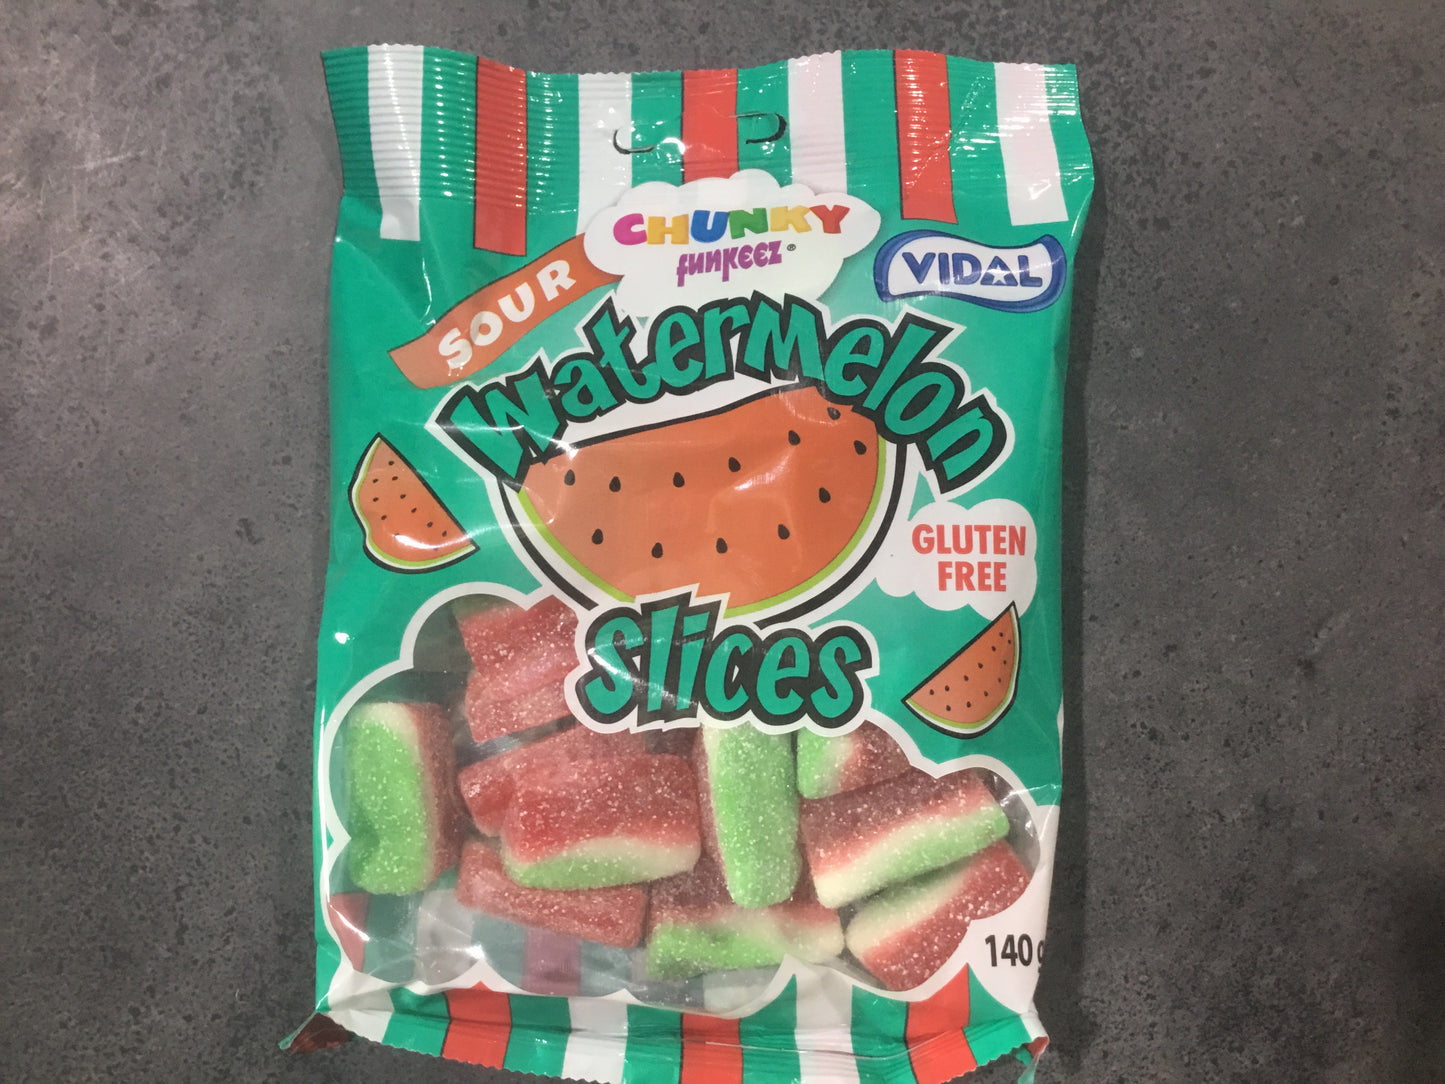 CHUNKY
funkeez®
VIDAL
SOUR
Watermelon
GLUTEN
FREE
Slices
140 g